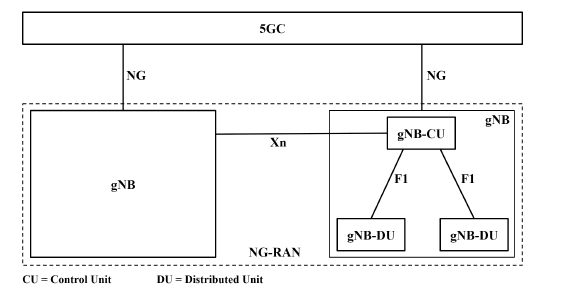 5GC
NG
NG
gNB
gNB-CU
Xn
gNB
F1
F1
gNB-DU
gNB-DU
NG-RAN
CU = Control Unit
DU = Distributed Unit